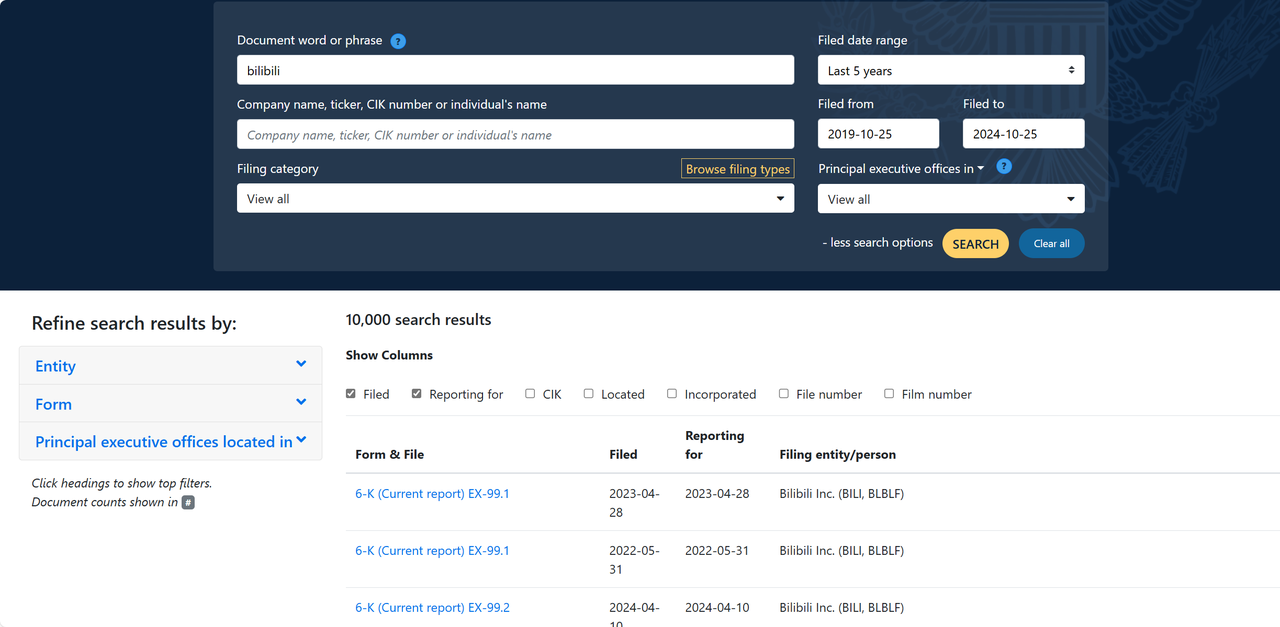 Document word or phrase ?
bilibili
Company name, ticker, CIK number or individual's name
Company name, ticker, CIK number or individual's name
Filing category
Browse filing types
View all
Filed date range
Last 5 years
Filed from
Filed to
2019-10-25
2024-10-25
Principal executive offices in ?
View all
- less search options
SEARCH
Clear all
Refine search results by:
Entity
Form
Principal executive offices located in
Click headings to show top filters.
Document counts shown in #
10,000 search results
Show Columns
Filed Reporting for CIK Located Incorporated File number Film number
Form & File
Filed
Reporting
for
Filing entity/person
6-K (Current report) EX-99.1
2023-04-
28
2023-04-28
Bilibili Inc. (BILI, BLBLF)
6-K (Current report) EX-99.1
2022-05-
31
2022-05-31
Bilibili Inc. (BILI, BLBLF)
6-K (Current report) EX-99.2
2024-04-
10
2024-04-10
Bilibili Inc. (BILI, BLBLF)